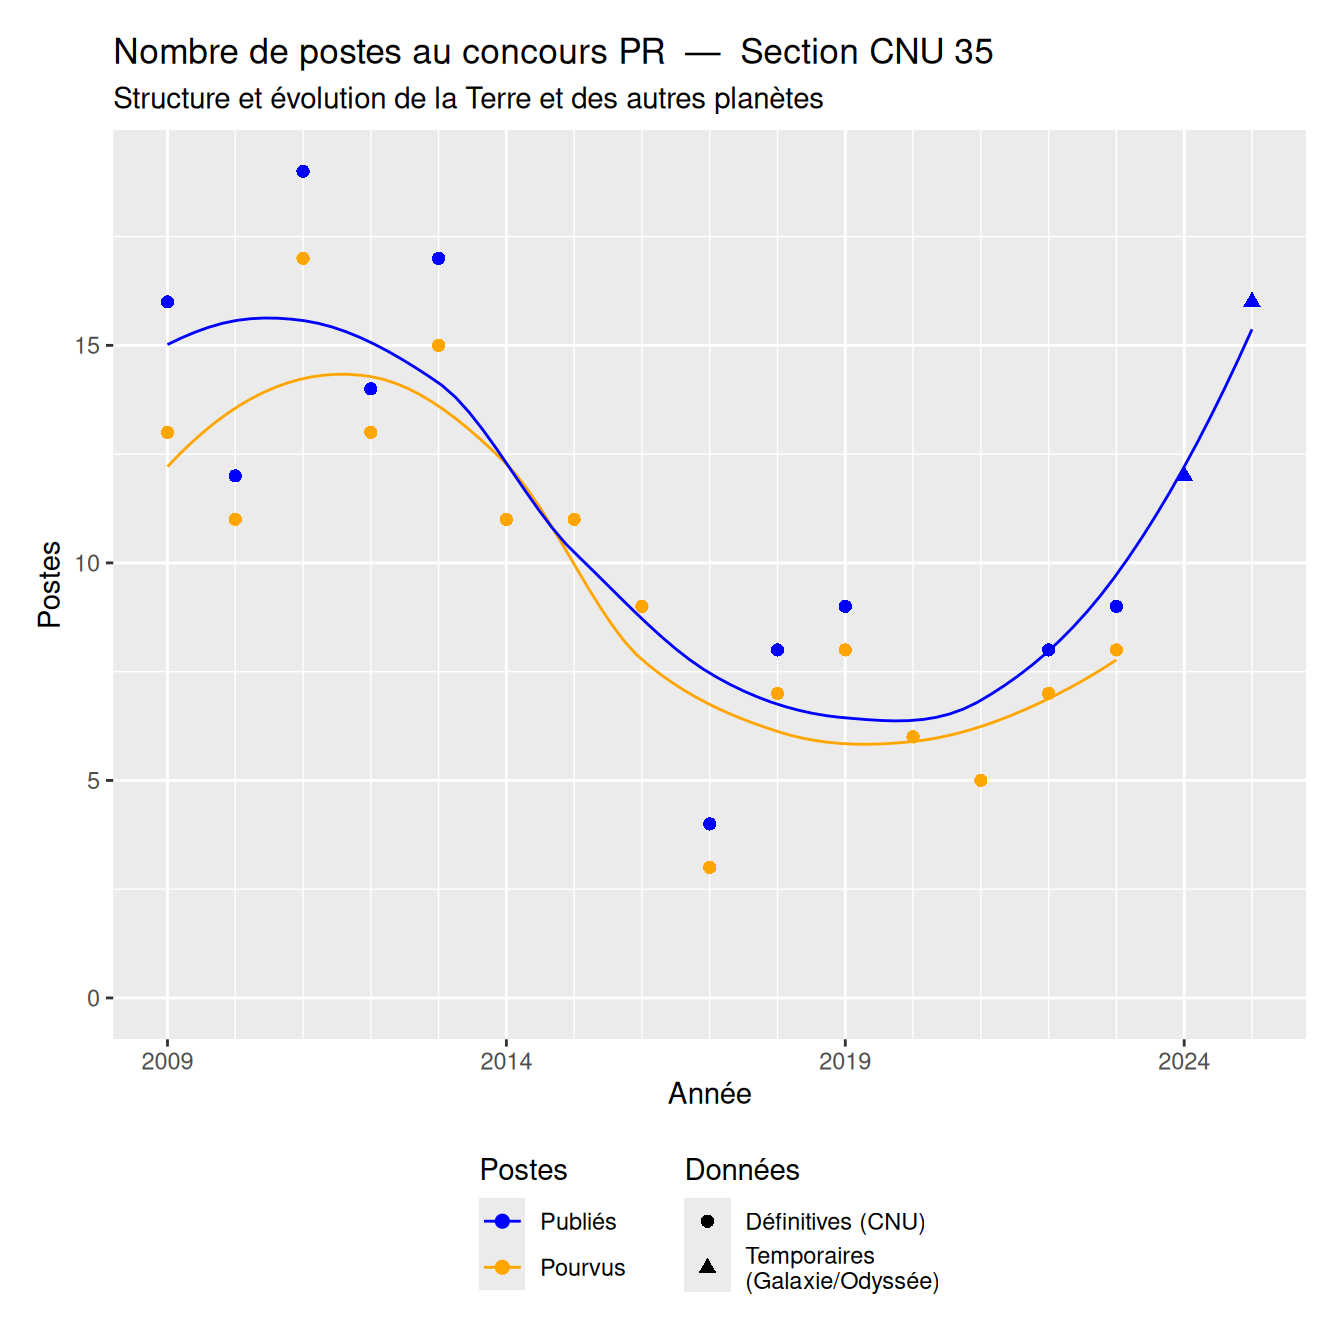 Nombre de postes au concours PR — Section CNU 35
Structure et évolution de la Terre et des autres planètes
Postes
15
10
5
0
2009 2014 2019 2024
Année
Postes
Publiés
Pourvus
Données
Définitives (CNU)
Temporaires
(Galaxie/Odyssée)